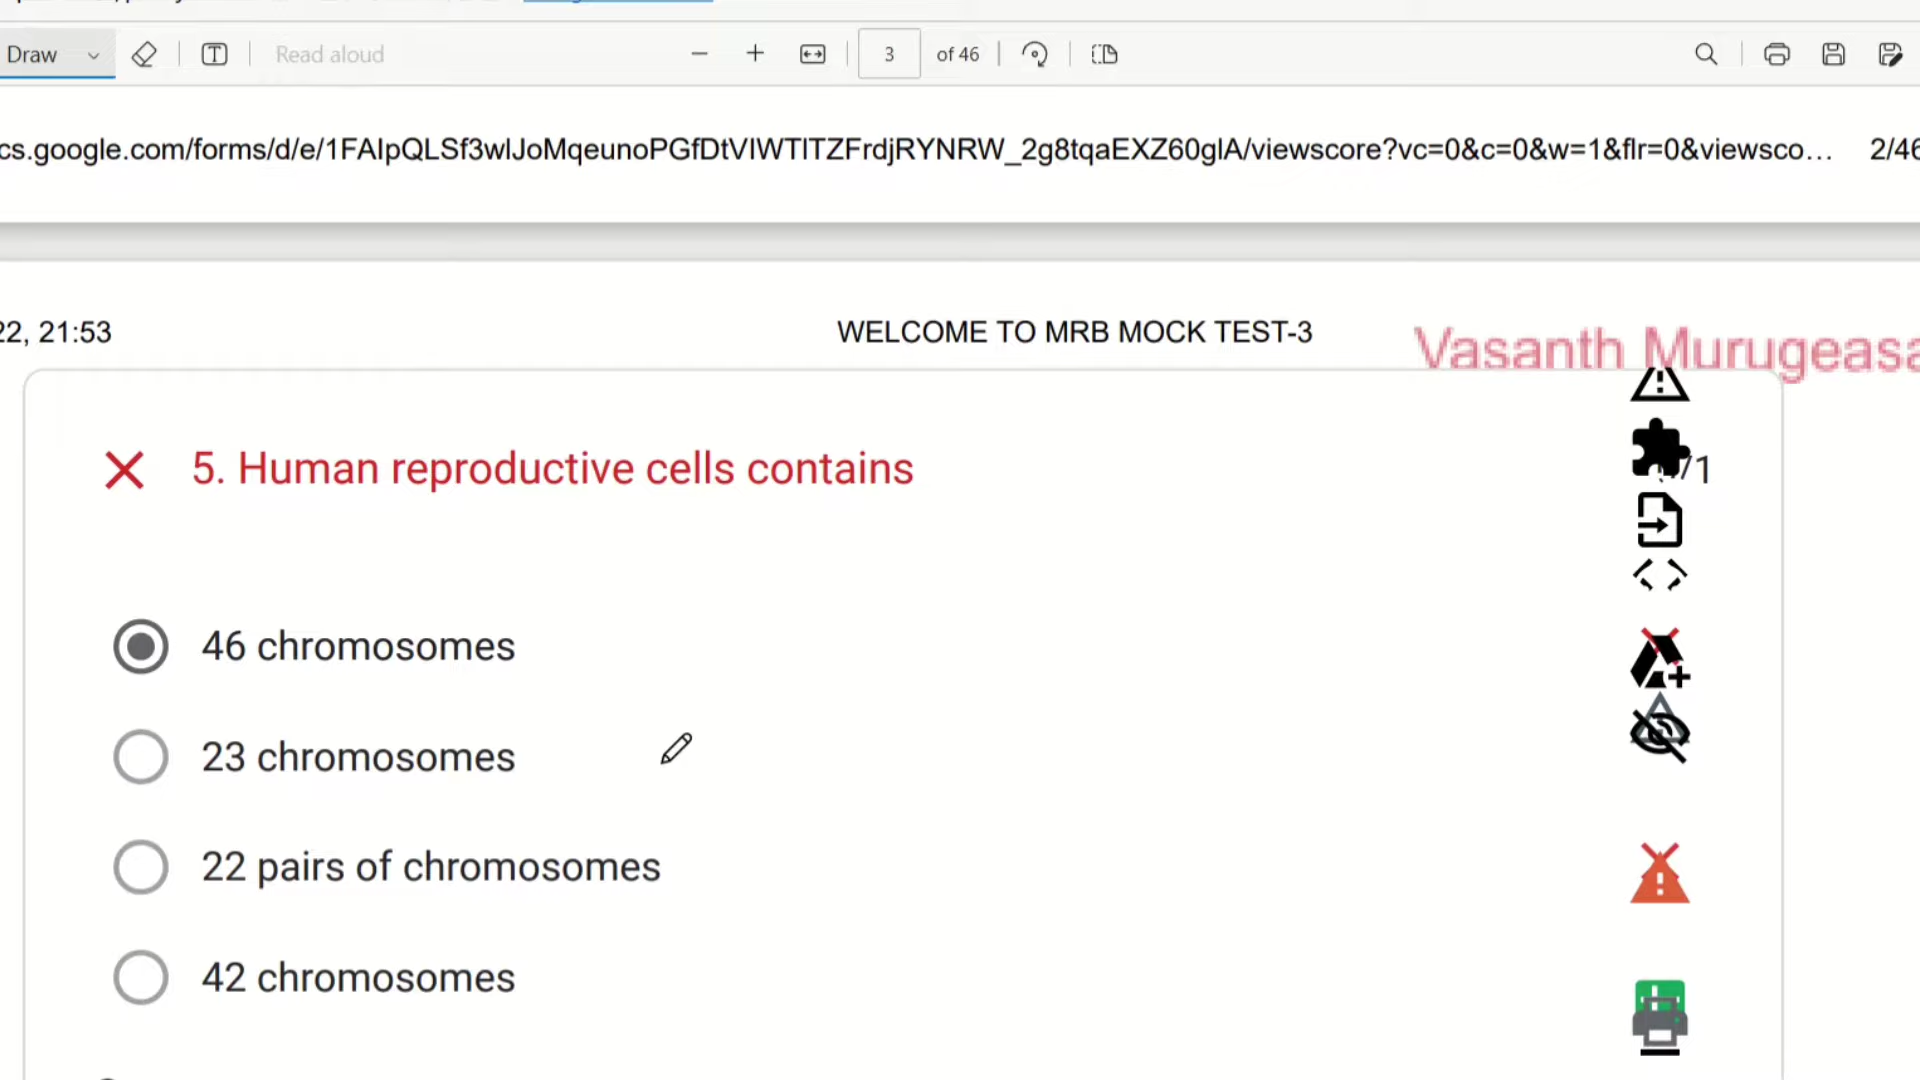 Draw
Read aloud
3 of 46
cs.google.com/forms/d/e/1FAIpQLSf3wlJoMqeunoPGfDtVIWTlTZFrdjRYNRW_2g8tqaEXZ60glA/viewscore?vc=0&c=0&w=1&flr=0&viewsco… 2/46
22, 21:53
WELCOME TO MRB MOCK TEST-3
Vasanth Murugeasa
5. Human reproductive cells contains
/1
46 chromosomes
23 chromosomes
22 pairs of chromosomes
42 chromosomes